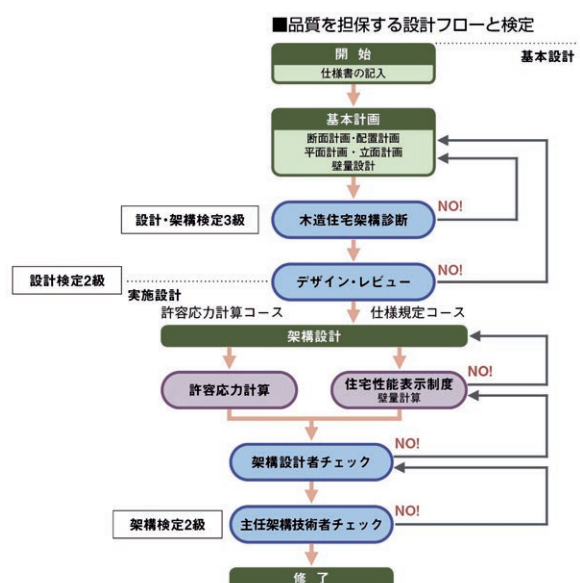 ■品質を担保する設計フローと検定
開 始
基本設計
仕様書の記入
基本計画
断面計画・配置計画
平面計画・立面計画
壁量設計
NO!
設計・架構検定3級
木造住宅架構診断
NO!
設計検定2級
デザイン・レビュー
実施設計
許容応力計算コース
仕様規定コース
架構設計
NO!
許容応力計算
住宅性能表示制度
壁量計算
NO!
架構設計者チェック
NO!
架構検定2級
主任架構技術者チェック
修 了